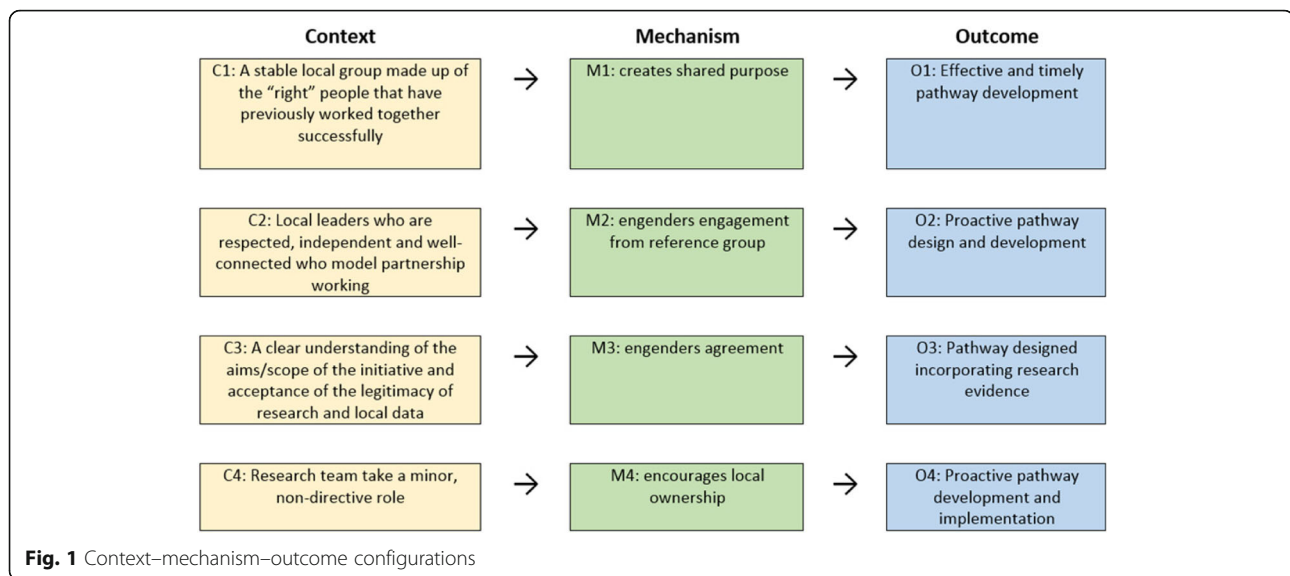 Context
Mechanism
Outcome
C1: A stable local group made up of
the “right” people that have
previously worked together
successfully
→
M1: creates shared purpose
→
O1: Effective and timely
pathway development
C2: Local leaders who are
respected, independent and well-
connected who model partnership
working
→
M2: engenders engagement
from reference group
→
O2: Proactive pathway
design and development
C3: A clear understanding of the
aims/scope of the initiative and
acceptance of the legitimacy of
research and local data
→
M3: engenders agreement
→
O3: Pathway designed
incorporating research
evidence
C4: Research team take a minor,
non-directive role
→
M4: encourages local
ownership
→
O4: Proactive pathway
development and
implementation
Fig. 1 Context–mechanism–outcome configurations